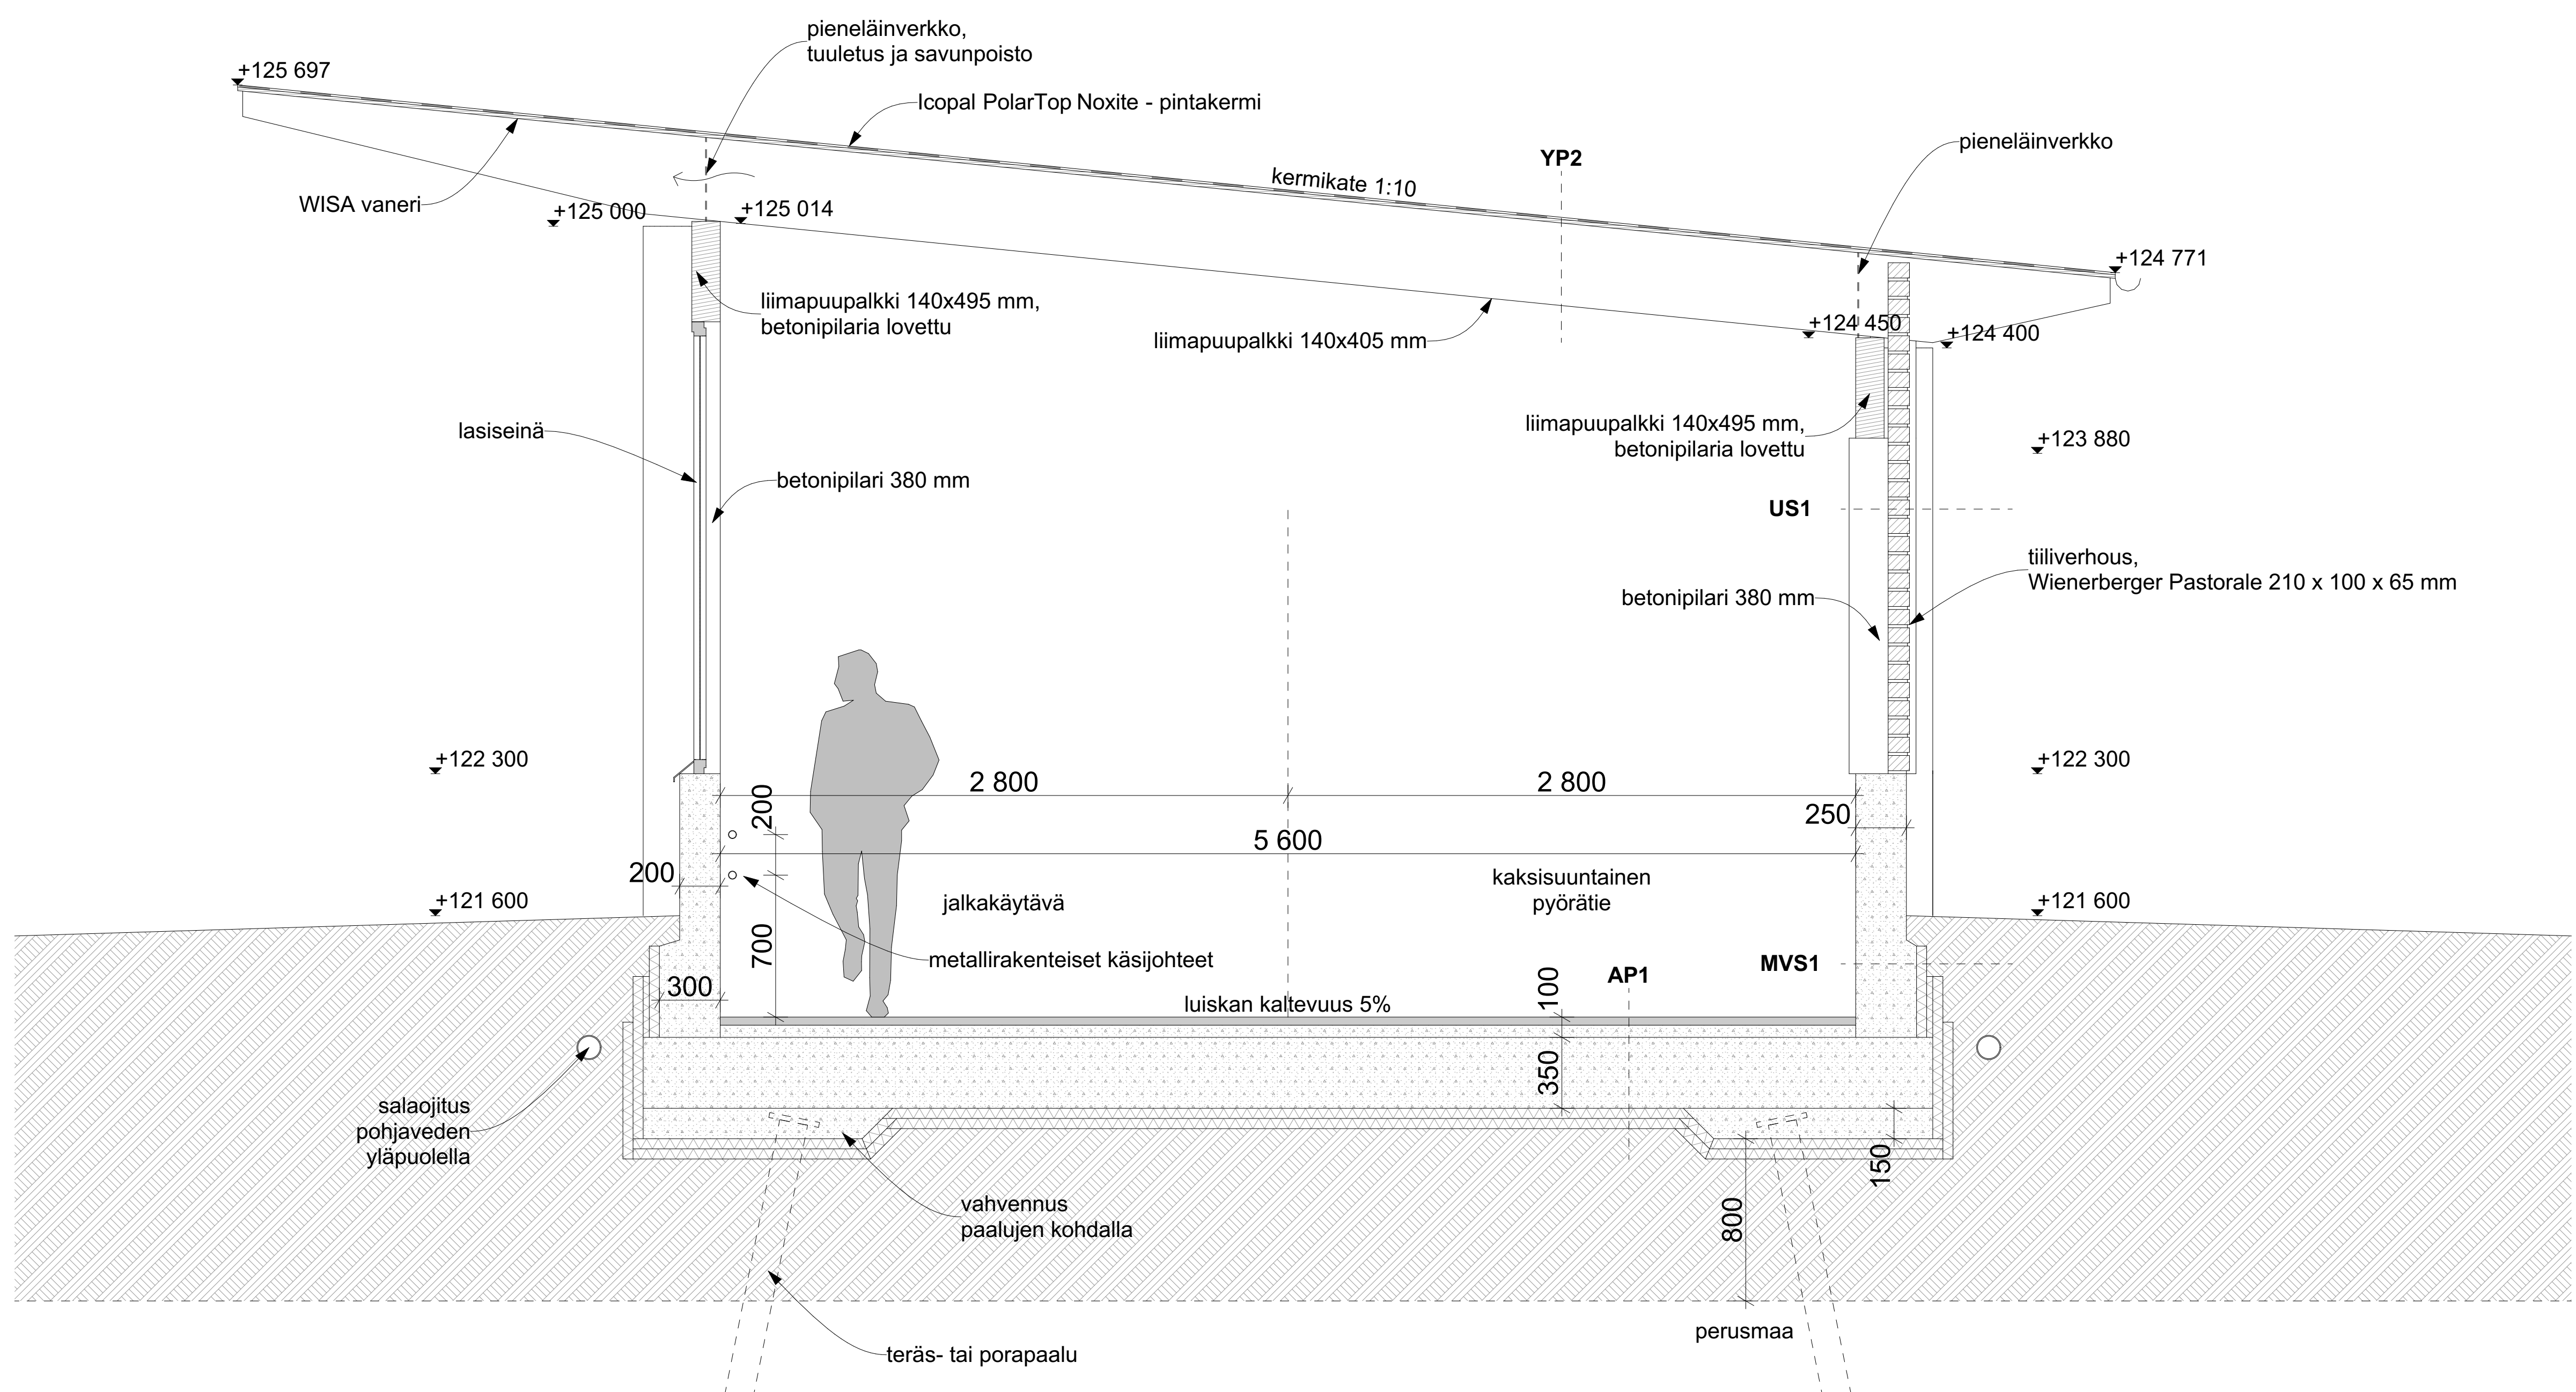 pieneläinverkko,
tuuletus ja savunpoisto
+125 697
Icopal PolarTop Noxite - pintakermi
pieneläinverkko
YP2
kermikate 1:10
WISA vaneri
+125 000
+125 014
+124 771
liimapuupalkki 140x495 mm,
betonipilaria lovettu
liimapuupalkki 140x405 mm
+124 450
+124 400
lasiseinä
liimapuupalkki 140x495 mm,
betonipilaria lovettu
+123 880
betonipilari 380 mm
US1
tiiliverhous,
Wienerberger Pastorale 210 x 100 x 65 mm
betonipilari 380 mm
+122 300
+122 300
2 800
2 800
200
250
5 600
200
kaksisuuntainen
pyörätie
jalkakäytävä
+121 600
+121 600
700
metallirakenteiset käsijohteet
MVS1
AP1
300
100
luiskan kaltevuus 5%
350
salaojitus
pohjaveden
yläpuolella
150
vahvennus
paalujen kohdalla
800
perusmaa
teräs- tai porapaalu